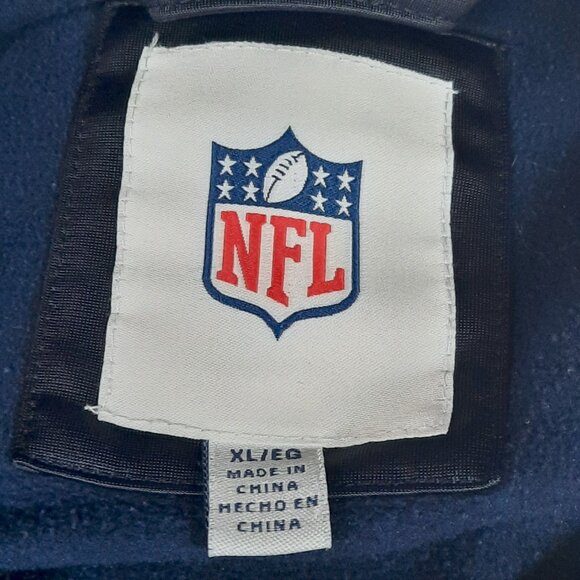 NFL
XL/EG
MADE IN
CHINA
HECHO EN
CHINA